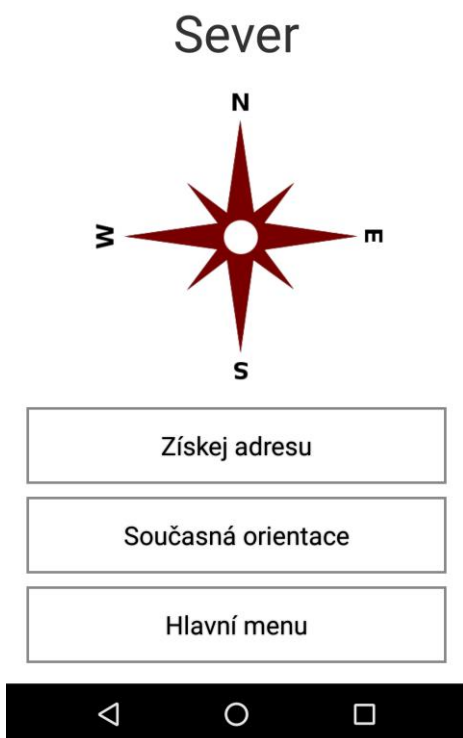 Sever
N
W
E
S
Získej adresu
Současná orientace
Hlavní menu